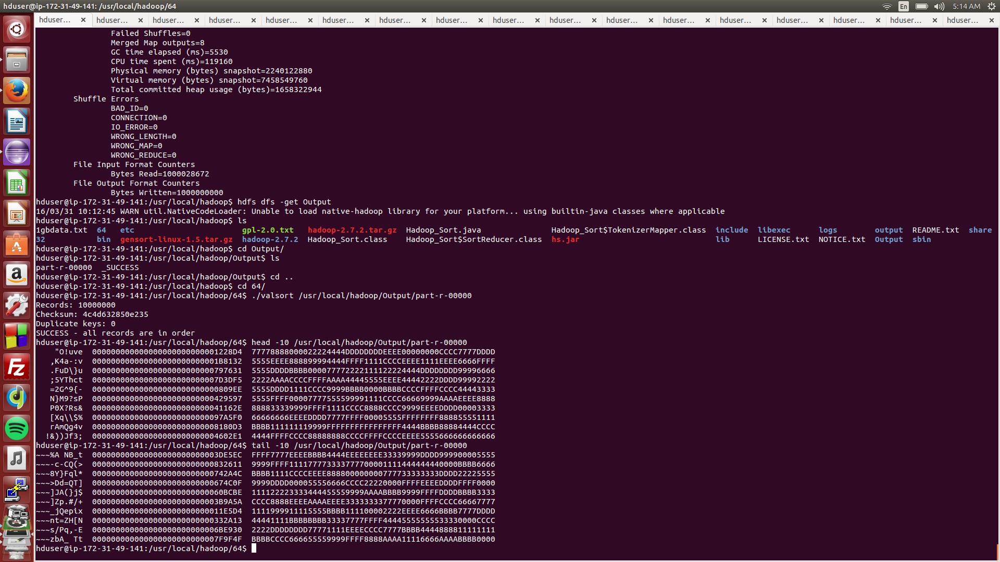 hduser@ip-172-31-49-141: /usr/local/hadoop/64
En 5:14 AM
hduser... hduser... hduser... hduser... hduser... hduser... hduser... hduser... hduser... hduser... hduser... hduser... hduser... hduser... hduser... hduser... hduser...
Failed Shuffles=0
Merged Map outputs=8
GC time elapsed (ms)=5530
CPU time spent (ms)=119160
Physical memory (bytes) snapshot=2240122880
Virtual memory (bytes) snapshot=7458549760
Total committed heap usage (bytes)=1658322944
Shuffle Errors
BAD_ID=0
CONNECTION=0
IO_ERROR=0
WRONG_LENGTH=0
WRONG_MAP=0
WRONG_REDUCE=0
File Input Format Counters
Bytes Read=1000028672
File Output Format Counters
Bytes Written=1000000000
hduser@ip-172-31-49-141:/usr/local/hadoop$ hdfs dfs -get Output
16/03/31 10:12:45 WARN util.NativeCodeLoader: Unable to load native-hadoop library for your platform... using builtin-java classes where applicable
hduser@ip-172-31-49-141:/usr/local/hadoop$ ls
1gbdata.txt 64 etc gpl-2.0.txt hadoop-2.7.2.tar.gz Hadoop_Sort.java Hadoop_Sort$TokenizerMapper.class include libexec logs output README.txt share
32 bin gensort-linux-1.5.tar.gz hadoop-2.7.2 Hadoop_Sort.class Hadoop_Sort$SortReducer.class hs.jar lib LICENSE.txt NOTICE.txt Output sbin
hduser@ip-172-31-49-141:/usr/local/hadoop$ cd Output/
hduser@ip-172-31-49-141:/usr/local/hadoop/Output$ ls
part-r-00000 _SUCCESS
hduser@ip-172-31-49-141:/usr/local/hadoop/Output$ cd ..
hduser@ip-172-31-49-141:/usr/local/hadoop$ cd 64/
hduser@ip-172-31-49-141:/usr/local/hadoop/64$ ./valsort /usr/local/hadoop/Output/part-r-00000
Records: 10000000
Checksum: 4c4d632850e235
Duplicate keys: 0
SUCCESS - all records are in order
hduser@ip-172-31-49-141:/usr/local/hadoop/64$ head -10 /usr/local/hadoop/Output/part-r-00000
"O!uve 000000000000000000000000001228D4 77778888000022224444DDDDDDDDEEEE00000000CCCC7777DDDD
,K4a-:v 000000000000000000000000001B8132 5555EEEE888899994444FFFF1111CCCCEEEE1111EEEE6666FFFF
.FuD\}u 00000000000000000000000000797631 5555DDDDBBBB000077772222111122224444DDDDDDDD99996666
;5YThct 000000000000000000000000007D3DF5 2222AAAACCCCFFFFAAAA44445555EEEE44442222DDDD99992222
=2G^9{- 00000000000000000000000000809EE 5555DDDD1111CCCC9999BBBB0000BBBBCCCCFFFFCCCC44443333
N}M9?sP 00000000000000000000000000429597 5555FFFF00007777555599991111CCCC66669999AAAAEEEE8888
P0X?Rs& 0000000000000000000000000041162E 888833339999FFFF1111CCCC8888CCCC9999EEEEDDDD00003333
[Xq\\$% 0000000000000000000000000097A5F0 66666666EEEEDDDD7777FFFF00005555FFFFFFFF888855551111
rAmQg4v 000000000000000000000000008180D3 BBBB111111119999FFFFFFFFFFFFFFFF4444BBBB88884444CCCC
!&))Jf3; 000000000000000000000000004602E1 4444FFFFCCCC88888888CCCCFFFFCCCCEEEE5555666666666666
hduser@ip-172-31-49-141:/usr/local/hadoop/64$ tail -10 /usr/local/hadoop/Output/part-r-00000
~~~%A NB_t 000000000000000000000000003DE5EC FFFF7777EEEEBBBB4444EEEEEEEE33339999DDDD999900005555
~~~-c-CQ(> 00000000000000000000000000832611 9999FFFF111177773333777700001111444444440000BBBB6666
~~~8Y}Fql* 00000000000000000000000000742A4C BBBB1111CCCCEEEE88880000000077773333333​3DDDD22225555
~~~>Dd=QT] 00000000000000000000000000674C0F 9999DDDD000055556666CCCC22220000FFFFEEEEDDDDFFFF0000
~~~]JA(}j$ 0000000000000000000000000060BCBE 111122223333444455559999AAAABBBB9999FFFFDDDDBBBB3333
~~~]Zp.#/+ 000000000000000000000000003B9A5A CCCC8888EEEEAAAAEEEE3333333377770000FFFFCCCC66667777
~~~_jQepix 0000000000000000000000000011E5D4 1111999911115555BBBB111100002222EEEE6666BBBB7777DDDD
~~~nt=ZH[N 00000000000000000000000000332A13 44441111BBBBBBBB33337777FFFF44445555555533330000CCCC
~~~s/Pq,-E 000000000000000000000000006BE930 2222DDDDDDDD77771111EEEECCCC7777BBBB4444888811111111
~~~zbA_ Tt 000000000000000000000000007F9F4F BBBBCCCC666655559999FFFF8888AAAA11116666AAAABBBB0000
hduser@ip-172-31-49-141:/usr/local/hadoop/64$